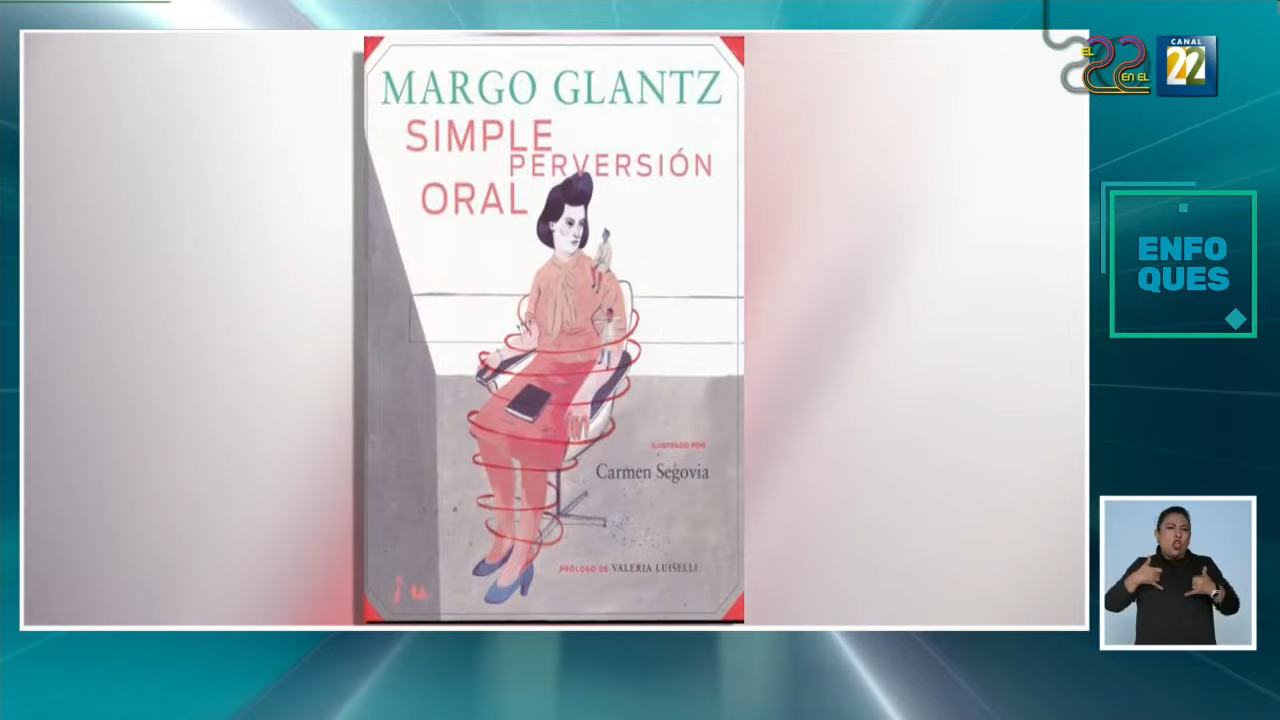 MARGO GLANTZ
SIMPLE
PERVERSIÓN
ORAL
ILUSTRADO POR
Carmen Segovia
PRÓLOGO DE VALERIA LUISELLI
EL
22
EN EL
CANAL
22
ENFO
QUES